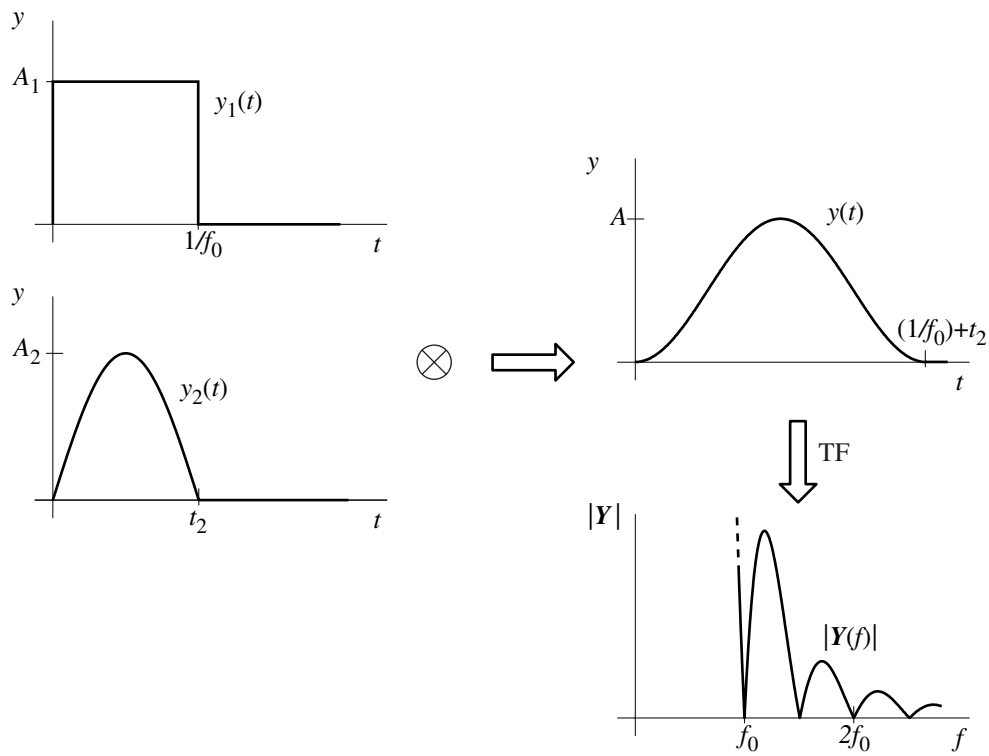 y
A₁
y₁(t)
1/f₀
t
y
A₂
y₂(t)
t₂
t
y
A
y(t)
(1/f₀)+t₂
t
TF
|Y|
|Y(f)|
f₀
2f₀
f